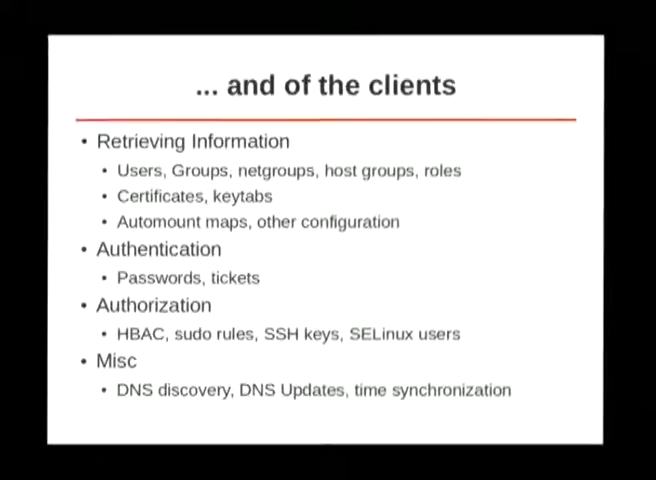 ... and of the clients
• Retrieving Information
• Users, Groups, netgroups, host groups, roles
• Certificates, keytabs
• Automount maps, other configuration
• Authentication
• Passwords, tickets
• Authorization
• HBAC, sudo rules, SSH keys, SELinux users
• Misc
• DNS discovery, DNS Updates, time synchronization